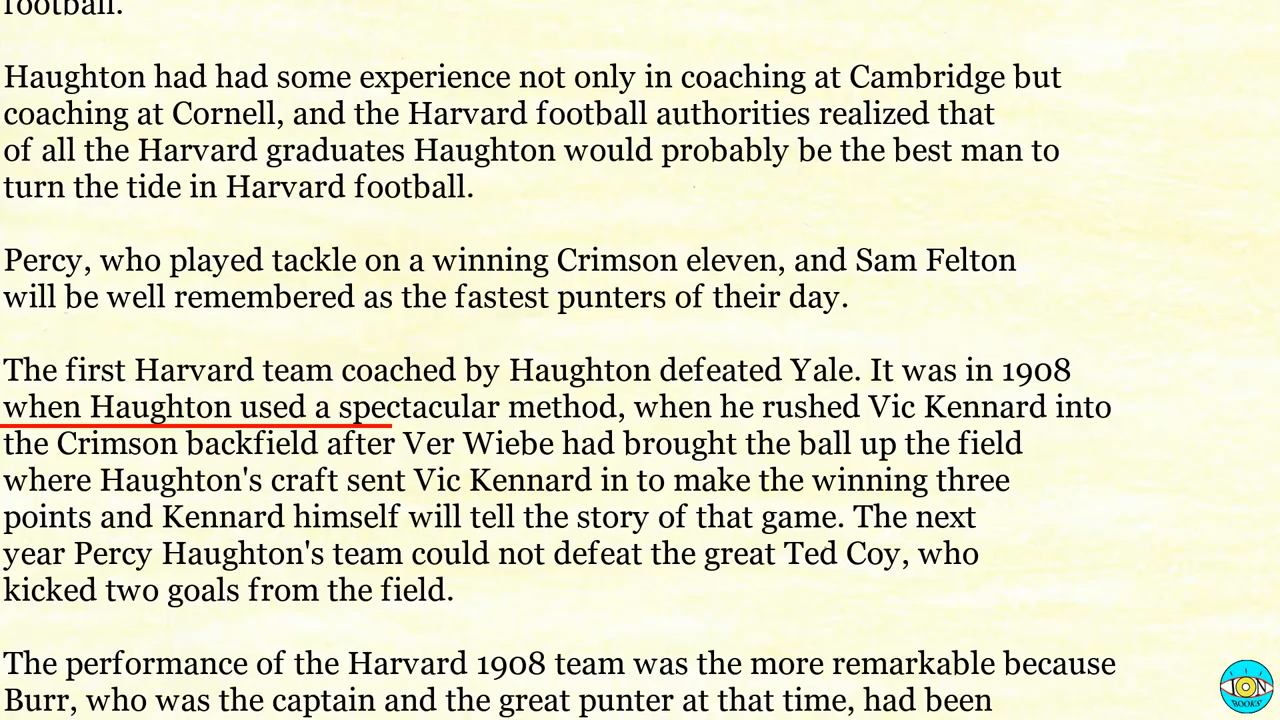 football.
Haughton had had some experience not only in coaching at Cambridge but
coaching at Cornell, and the Harvard football authorities realized that
of all the Harvard graduates Haughton would probably be the best man to
turn the tide in Harvard football.
Percy, who played tackle on a winning Crimson eleven, and Sam Felton
will be well remembered as the fastest punters of their day.
The first Harvard team coached by Haughton defeated Yale. It was in 1908
when Haughton used a spectacular method, when he rushed Vic Kennard into
the Crimson backfield after Ver Wiebe had brought the ball up the field
where Haughton's craft sent Vic Kennard in to make the winning three
points and Kennard himself will tell the story of that game. The next
year Percy Haughton's team could not defeat the great Ted Coy, who
kicked two goals from the field.
The performance of the Harvard 1908 team was the more remarkable because
Burr, who was the captain and the great punter at that time, had been
ION
BOOKS